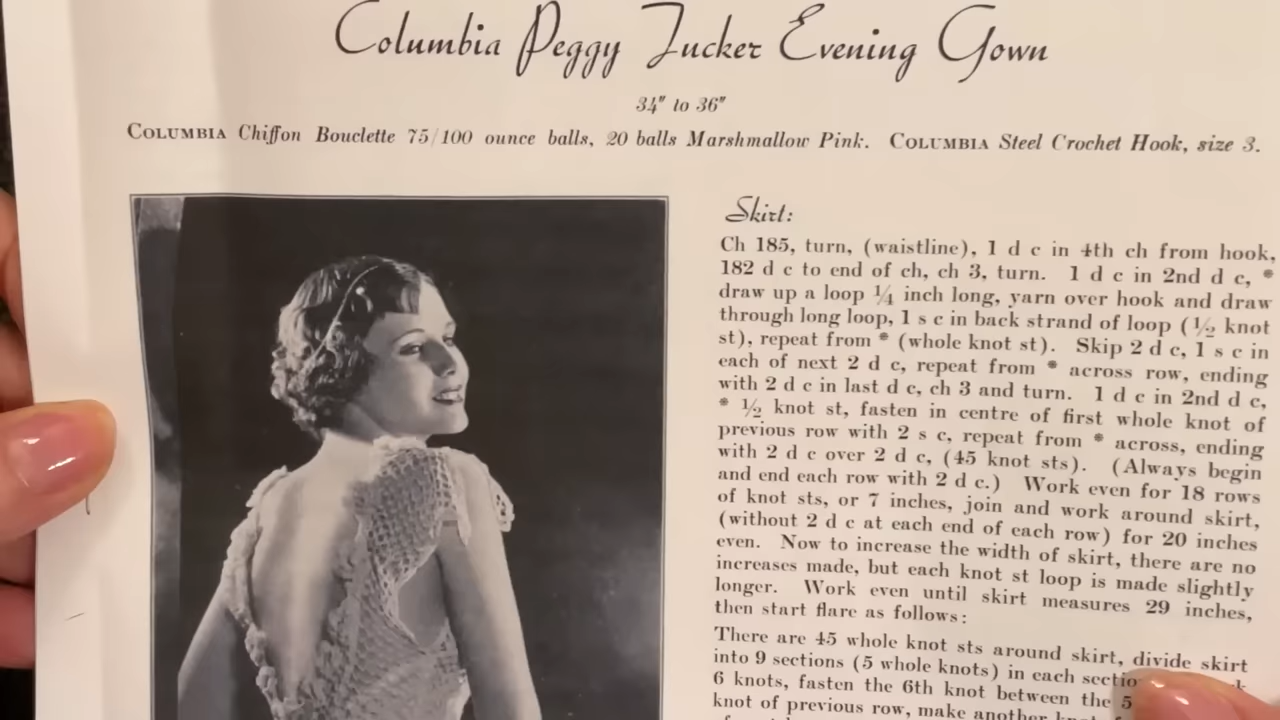 Columbia Peggy Tucker Evening Gown
34" to 36"
COLUMBIA Chiffon Bouclette 75/100 ounce balls, 20 balls Marshmallow Pink. COLUMBIA Steel Crochet Hook, size 3.
Skirt:
Ch 185, turn, (waistline), 1 d c in 4th ch from hook,
182 d c to end of ch, ch 3, turn. 1 d c in 2nd d c, *
draw up a loop ¼ inch long, yarn over hook and draw
through long loop, 1 s c in back strand of loop (½ knot
st), repeat from * (whole knot st). Skip 2 d c, 1 s c in
each of next 2 d c, repeat from * across row, ending
with 2 d c in last d c, ch 3 and turn. 1 d c in 2nd d c,
* ½ knot st, fasten in centre of first whole knot of
previous row with 2 s c, repeat from * across, ending
with 2 d c over 2 d c, (45 knot sts). (Always begin
and end each row with 2 d c.) Work even for 18 rows
of knot sts, or 7 inches, join and work around skirt,
(without 2 d c at each end of each row) for 20 inches
even. Now to increase the width of skirt, there are no
increases made, but each knot st loop is made slightly
longer. Work even until skirt measures 29 inches,
then start flare as follows:
There are 45 whole knot sts around skirt, divide skirt
into 9 sections (5 whole knots) in each
6 knots, fasten the 6th knot between the 5
knot of previous row, make another